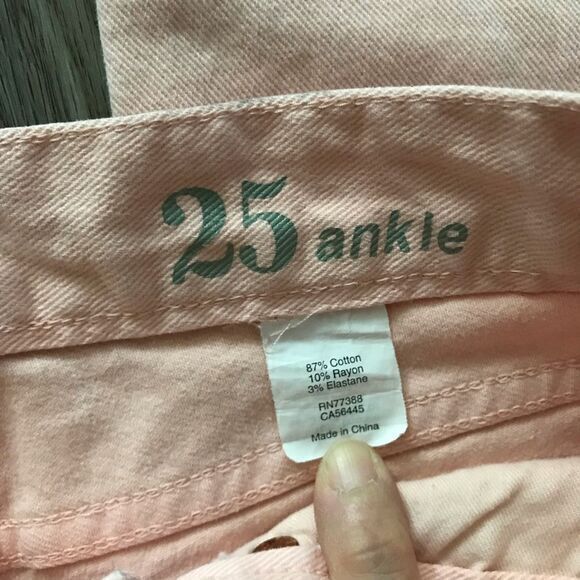 25 ankle
87% Cotton
10% Rayon
3% Elastane
RN77388
CA56445
Made in China